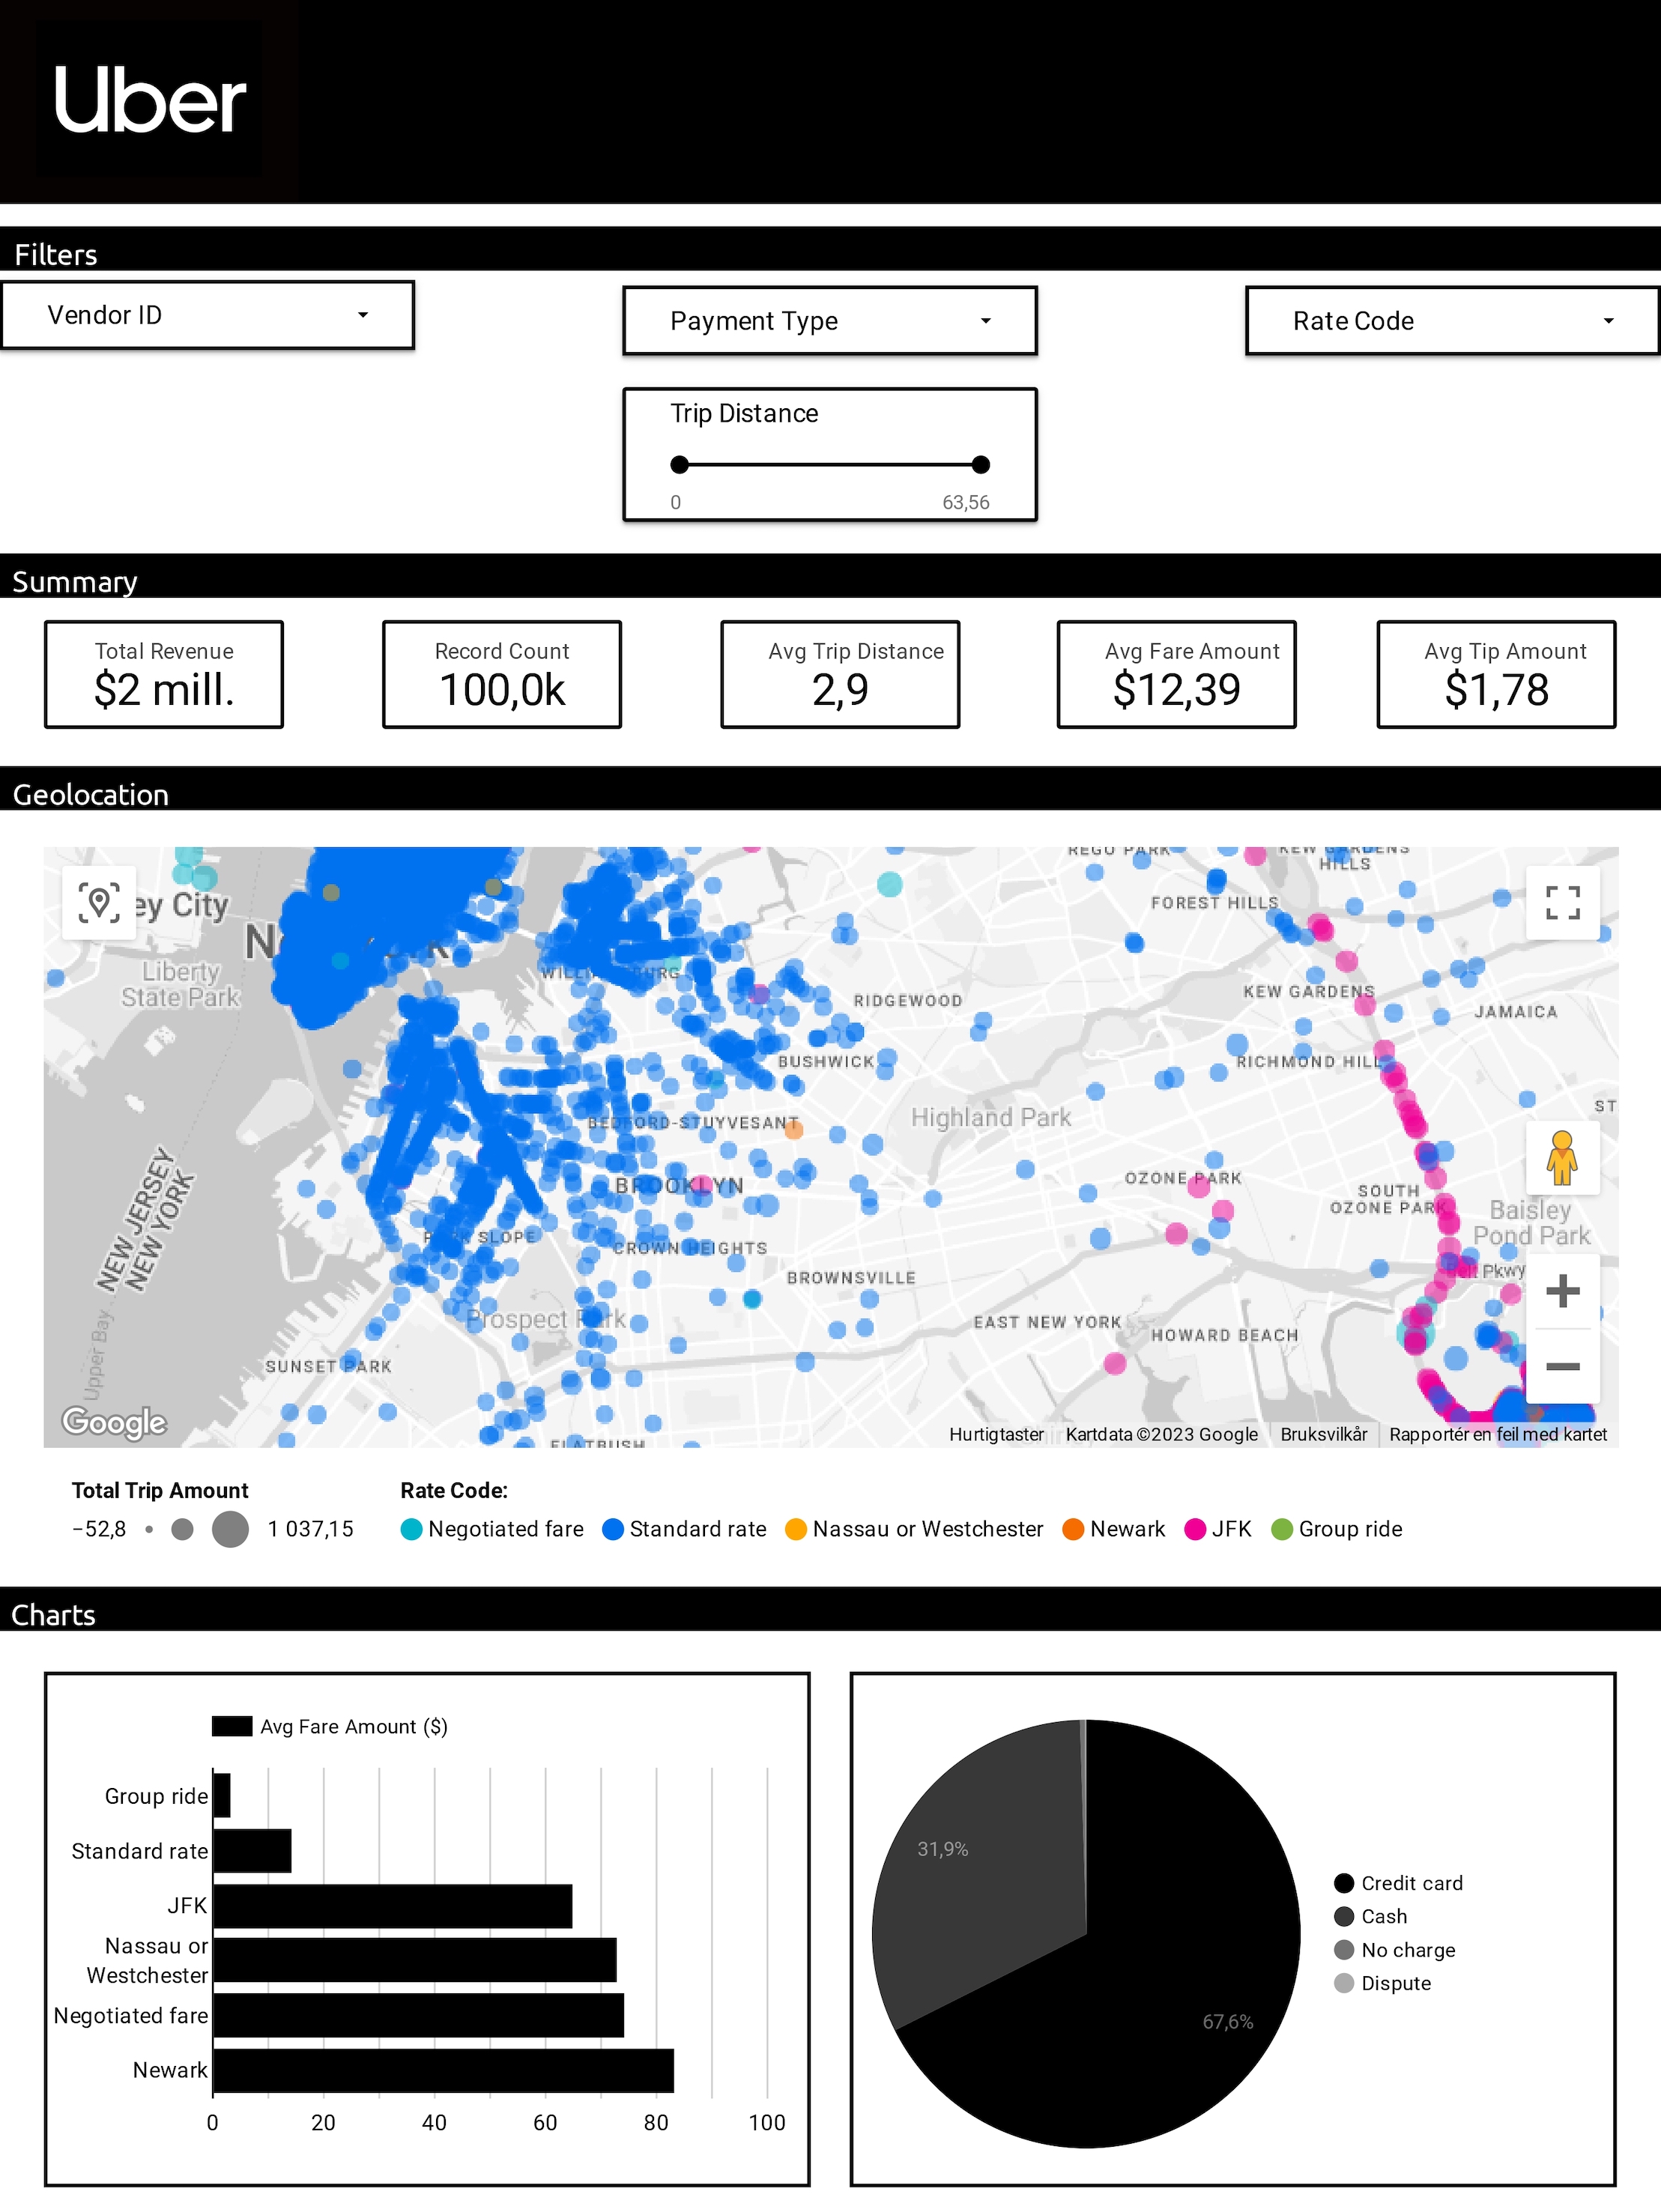 Uber
Filters
Vendor ID
Payment Type
Rate Code
Trip Distance
0
63,56
Summary
Total Revenue
$2 mill.
Record Count
100,0k
Avg Trip Distance
2,9
Avg Fare Amount
$12,39
Avg Tip Amount
$1,78
Geolocation
REGO PARK
KEW GARDENS
HILLS
FOREST HILLS
ey City
Liberty
State Park
RIDGEWOOD
KEW GARDENS
JAMAICA
BUSHWICK
RICHMOND HILL
ST
Highland Park
BEDFORD-STUYVESANT
NEW JERSEY
NEW YORK
BROOKLYN
OZONE PARK
SOUTH
OZONE PARK
Baisley
Pond Park
SLOPE
CROWN HEIGHTS
BROWNSVILLE
Pkwy
Prospect Park
EAST NEW YORK
HOWARD BEACH
Upper Bay
SUNSET PARK
Google
FLATBUSH
Hurtigtaster
Kartdata ©2023 Google
Bruksvilkår
Rapportér en feil med kartet
Total Trip Amount
−52,8
1 037,15
Rate Code:
Negotiated fare
Standard rate
Nassau or Westchester
Newark
JFK
Group ride
Charts
Avg Fare Amount ($)
Group ride
Standard rate
JFK
Nassau or
Westchester
Negotiated fare
Newark
0 20 40 60 80 100
31,9%
67,6%
Credit card
Cash
No charge
Dispute